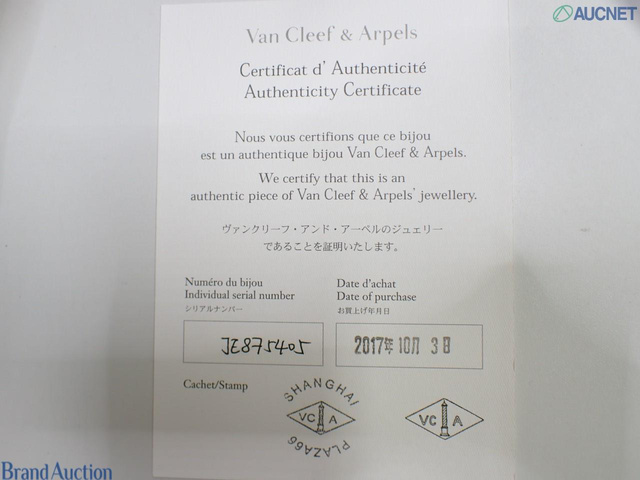 AUCNET
Van Cleef & Arpels
Certificat d' Authenticité
Authenticity Certificate
Nous vous certifions que ce bijou
est un authentique bijou Van Cleef & Arpels.
We certify that this is an
authentic piece of Van Cleef & Arpels' jewellery.
ヴァンクリーフ・アンド・アーペルのジュエリー
であることを証明いたします。
Numéro du bijou
Individual serial number
シリアルナンバー
JE875405
Date d'achat
Date of purchase
お買上げ年月日
2017年10月 3日
Cachet/Stamp
SHANGHAI
VC A
PLAZA66
VC A
Brand Auction